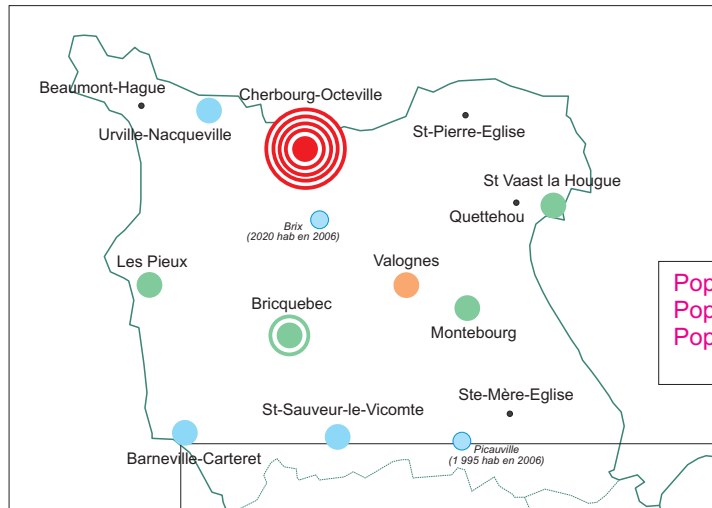 Beaumont-Hague
Cherbourg-Octeville
Urville-Nacqueville
St-Pierre-Eglise
St Vaast la Hougue
Quettehou
Brix
(2020 hab en 2006)
Les Pieux
Valognes
Bricquebec
Montebourg
Pop
Pop
Pop
Ste-Mère-Eglise
St-Sauveur-le-Vicomte
Barneville-Carteret
Picauville
(1 995 hab en 2006)